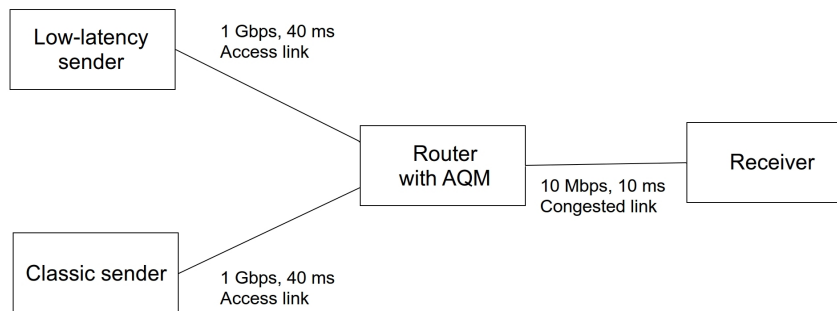 Low-latency
sender
1 Gbps, 40 ms
Access link
Router
with AQM
10 Mbps, 10 ms
Congested link
Receiver
Classic sender
1 Gbps, 40 ms
Access link